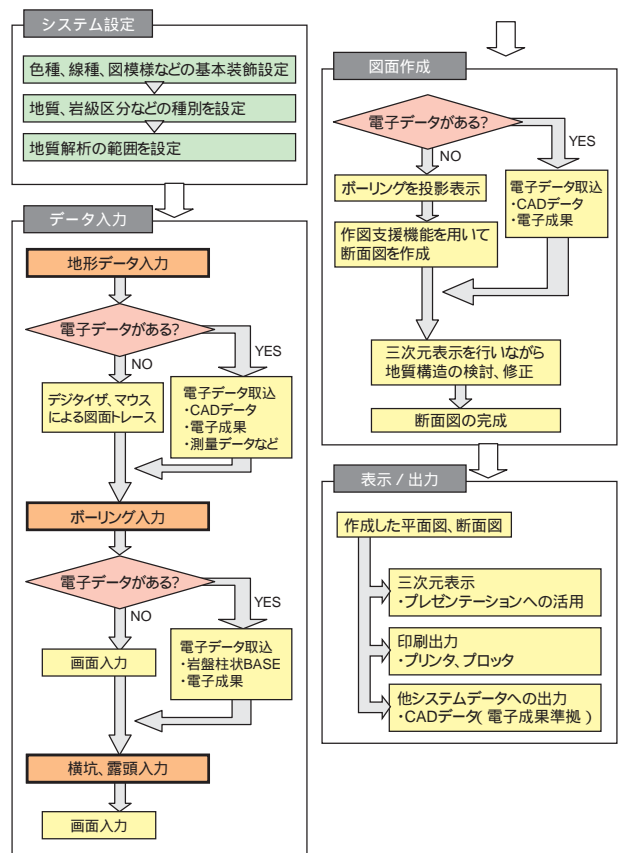 システム設定
色種、線種、図模様などの基本装飾設定
地質、岩級区分などの種別を設定
地質解析の範囲を設定
データ入力
地形データ入力
電子データがある?
NO
YES
デジタイザ、マウス
による図面トレース
電子データ取込
・CADデータ
・電子成果
・測量データなど
ボーリング入力
電子データがある?
NO
YES
画面入力
電子データ取込
・岩盤柱状BASE
・電子成果
横坑、露頭入力
画面入力
図面作成
電子データがある?
NO
YES
ボーリングを投影表示
作図支援機能を用いて
断面図を作成
電子データ取込
・CADデータ
・電子成果
三次元表示を行いながら
地質構造の検討、修正
断面図の完成
表示 / 出力
作成した平面図、断面図
三次元表示
・プレゼンテーションへの活用
印刷出力
・プリンタ、プロッタ
他システムデータへの出力
・CADデータ( 電子成果準拠 )